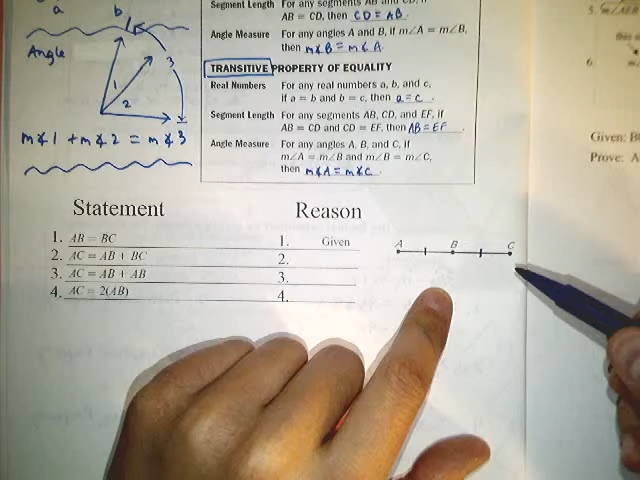 a b
Segment Length For any segments AB and CD, if
AB = CD, then CD = AB.
Angle Measure For any angles A and B, if m∠A = m∠B,
then m∡B = m∡A.
Angle
3
1
2
m∡1 + m∡2 = m∡3
TRANSITIVE PROPERTY OF EQUALITY
Real Numbers For any real numbers a, b, and c,
if a = b and b = c, then a = c.
Segment Length For any segments AB, CD, and EF, if
AB = CD and CD = EF, then AB = EF
Angle Measure For any angles A, B, and C, if
m∠A = m∠B and m∠B = m∠C,
then m∡A = m∡C.
Statement Reason
1. AB = BC 1. Given
2. AC = AB + BC 2.
3. AC = AB + AB 3.
4. AC = 2(AB) 4.
A B C
5.
6.
Given:
Prove: